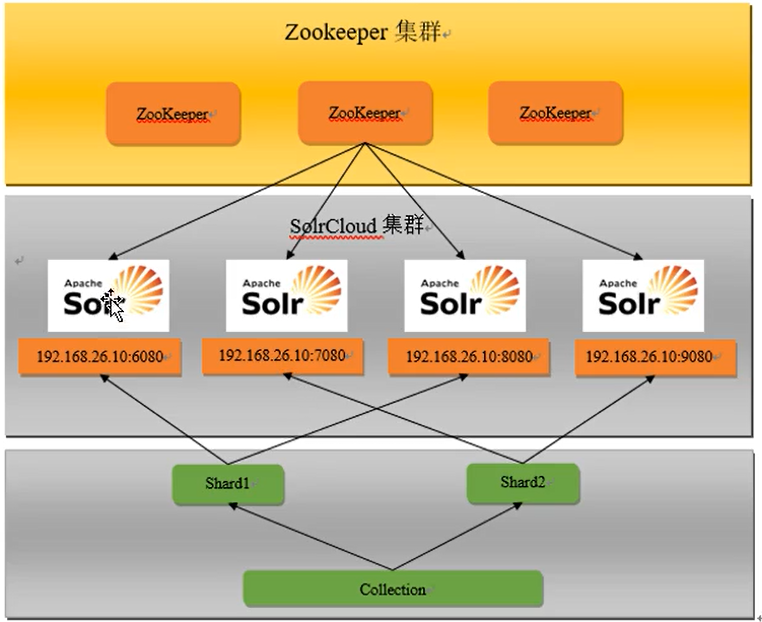 Zookeeper 集群
ZooKeeper
ZooKeeper
ZooKeeper
SolrCloud 集群
Apache
Solr
Apache
Solr
Apache
Solr
Apache
Solr
192.168.26.10:6080
192.168.26.10:7080
192.168.26.10:8080
192.168.26.10:9080
Shard1
Shard2
Collection